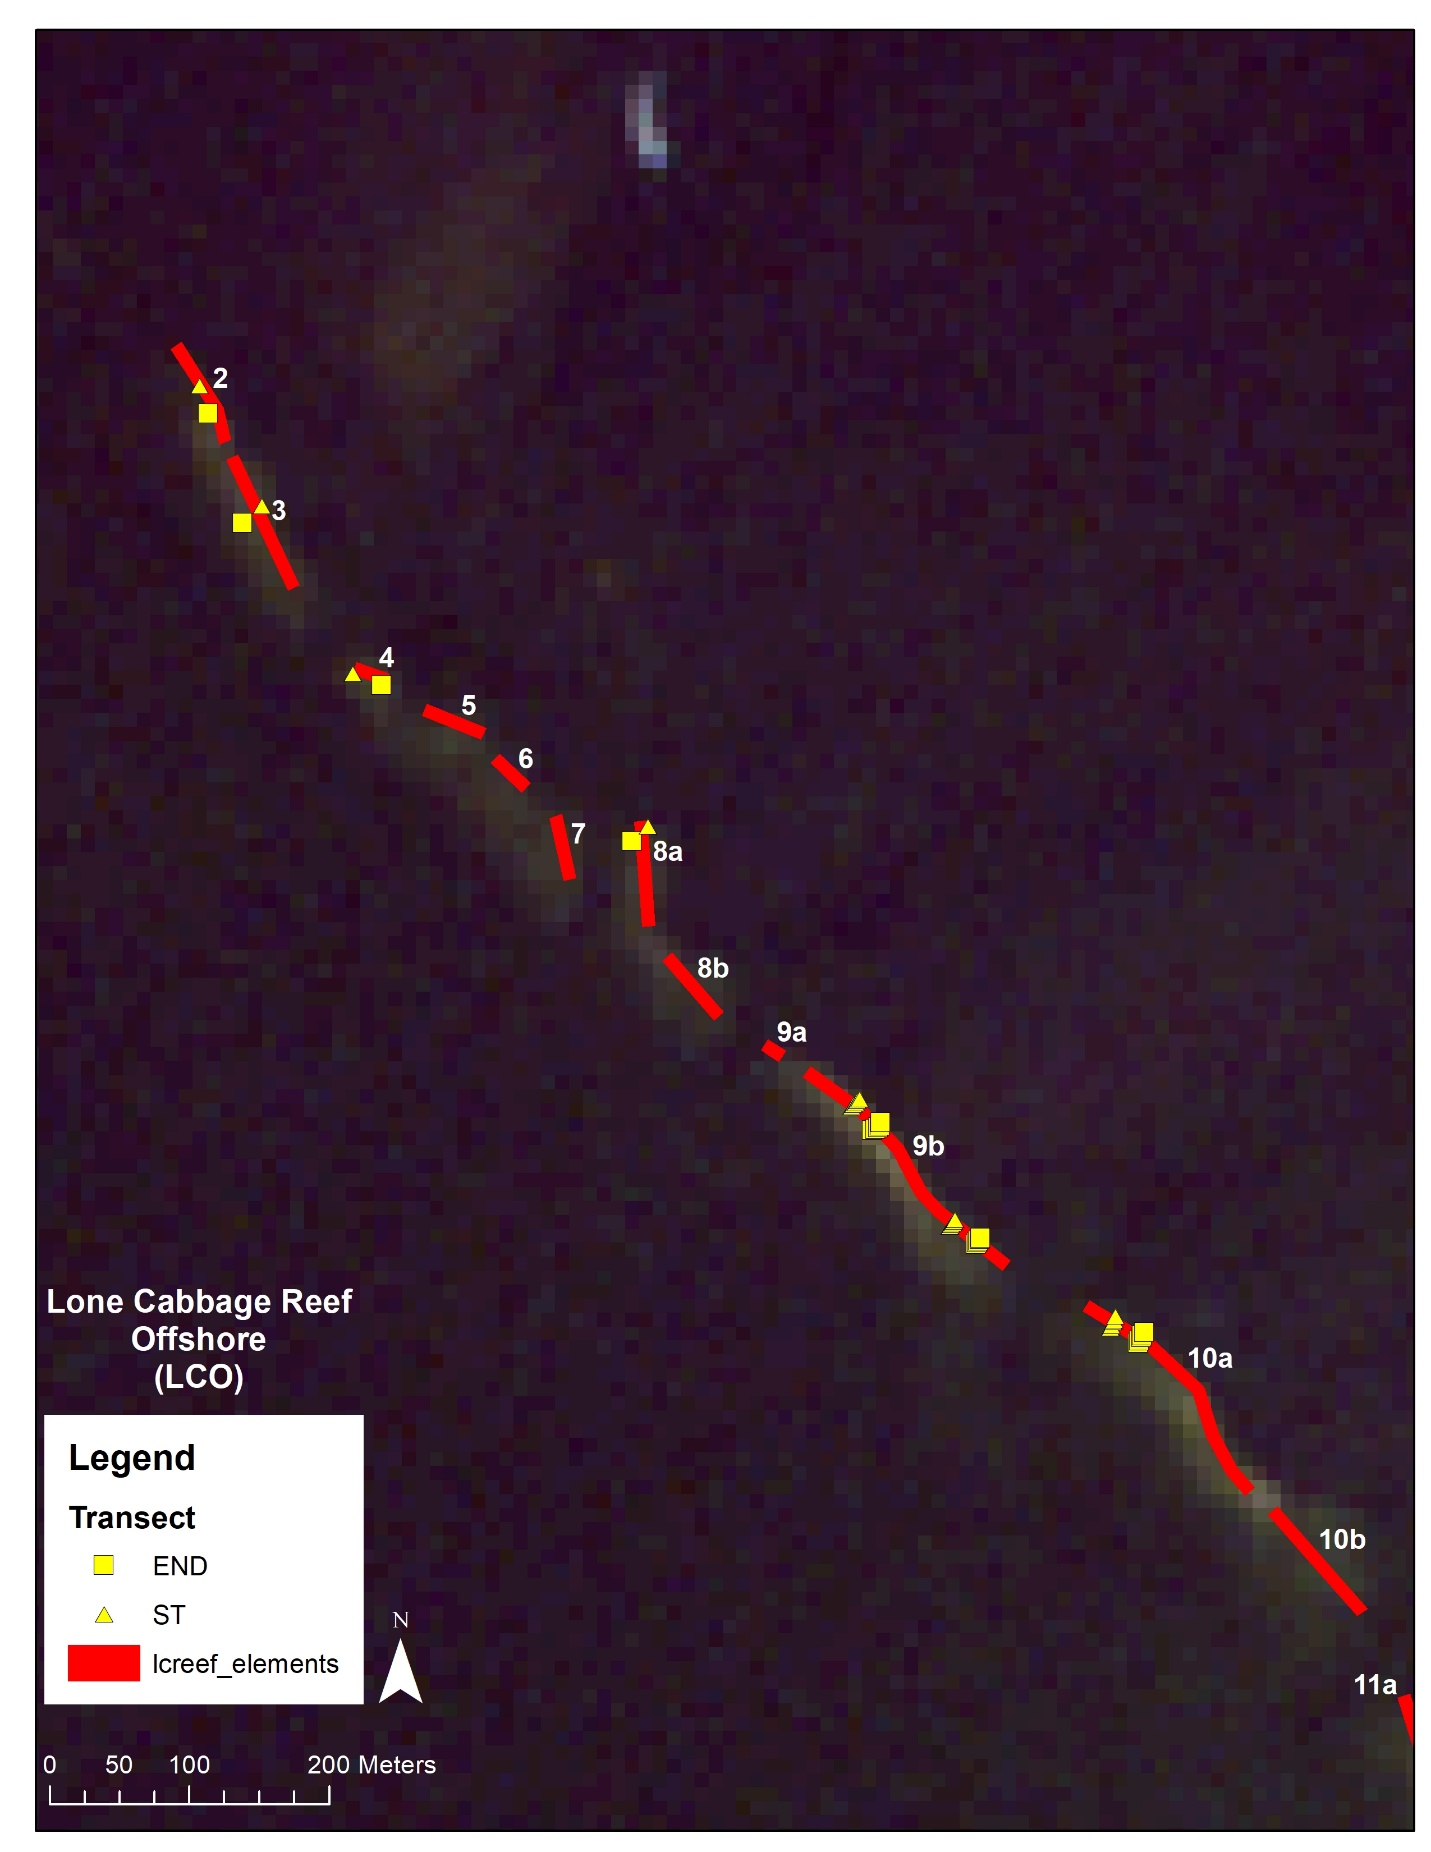 2
3
4
5
6
7
8a
8b
9a
9b
10a
10b
11a
Lone Cabbage Reef
Offshore
(LCO)
Legend
Transect
END
ST
lcreef_elements
N
0 50 100 200 Meters